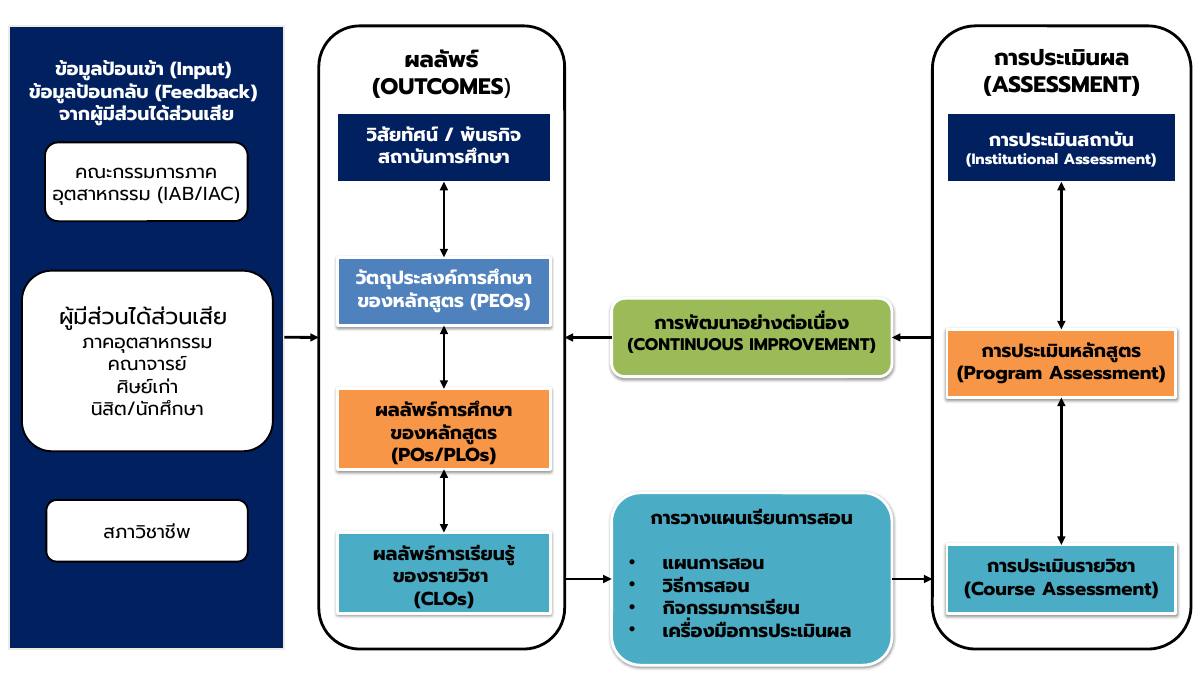 ข้อมูลป้อนเข้า (Input)
ข้อมูลป้อนกลับ (Feedback)
จากผู้มีส่วนได้ส่วนเสีย
คณะกรรมการภาค
อุตสาหกรรม (IAB/IAC)
ผู้มีส่วนได้ส่วนเสีย
ภาคอุตสาหกรรม
คณาจารย์
ศิษย์เก่า
นิสิต/นักศึกษา
สภาวิชาชีพ
ผลลัพธ์
(OUTCOMES)
วิสัยทัศน์ / พันธกิจ
สถาบันการศึกษา
วัตถุประสงค์การศึกษา
ของหลักสูตร (PEOs)
ผลลัพธ์การศึกษา
ของหลักสูตร
(POs/PLOs)
ผลลัพธ์การเรียนรู้
ของรายวิชา
(CLOs)
การพัฒนาอย่างต่อเนื่อง
(CONTINUOUS IMPROVEMENT)
การวางแผนเรียนการสอน
• แผนการสอน
• วิธีการสอน
• กิจกรรมการเรียน
• เครื่องมือการประเมินผล
การประเมินผล
(ASSESSMENT)
การประเมินสถาบัน
(Institutional Assessment)
การประเมินหลักสูตร
(Program Assessment)
การประเมินรายวิชา
(Course Assessment)